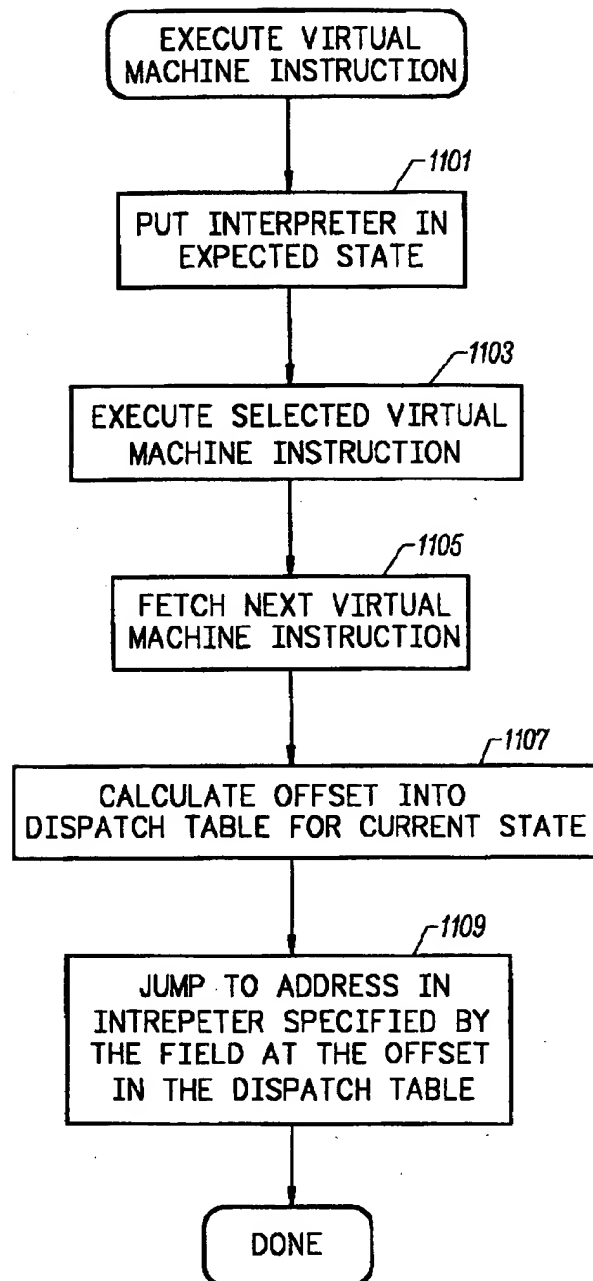 EXECUTE VIRTUAL
MACHINE INSTRUCTION
1101
PUT INTERPRETER IN
EXPECTED STATE
1103
EXECUTE SELECTED VIRTUAL
MACHINE INSTRUCTION
1105
FETCH NEXT VIRTUAL
MACHINE INSTRUCTION
1107
CALCULATE OFFSET INTO
DISPATCH TABLE FOR CURRENT STATE
1109
JUMP TO ADDRESS IN
INTREPETER SPECIFIED BY
THE FIELD AT THE OFFSET
IN THE DISPATCH TABLE
DONE